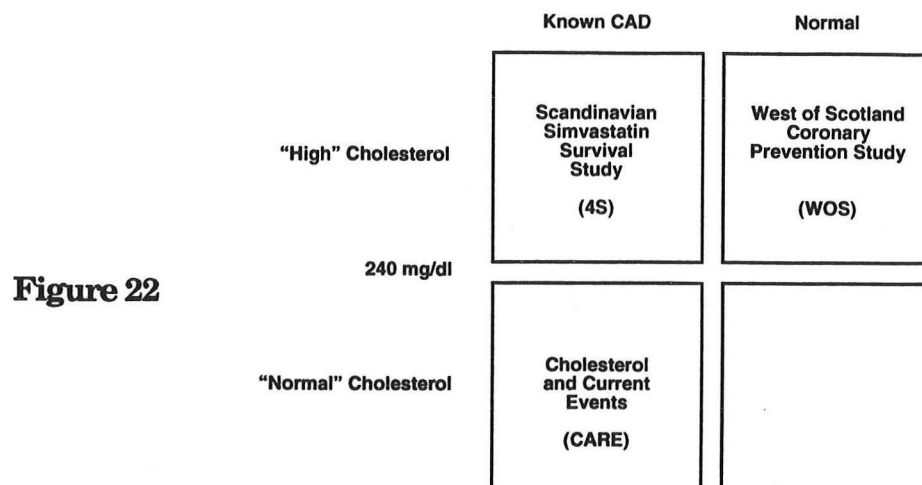 Known CAD
Normal
"High" Cholesterol
Scandinavian
Simvastatin
Survival
Study
(4S)
West of Scotland
Coronary
Prevention Study
(WOS)
240 mg/dl
Figure 22
"Normal" Cholesterol
Cholesterol
and Current
Events
(CARE)